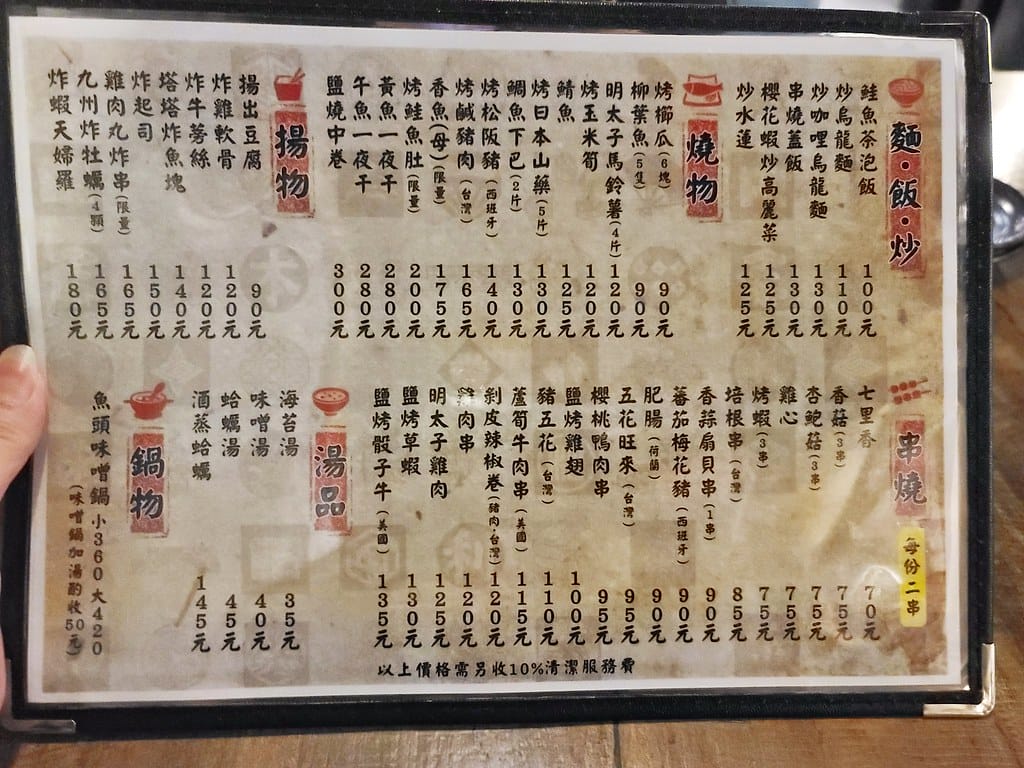 麵·飯·炒
鮭魚茶泡飯 100元
炒烏龍麵 110元
炒咖哩烏龍麵 130元
串燒蓋飯 130元
櫻花蝦炒高麗菜 125元
炒水蓮 125元
燒物
烤櫛瓜(6塊) 90元
柳葉魚(5隻) 90元
明太子馬鈴薯(4片) 120元
烤玉米筍 120元
鯖魚 125元
烤日本山藥(5片) 130元
鯛魚下巴(2片) 130元
烤松阪豬(西班牙) 140元
烤鹹豬肉(台灣) 165元
香魚(母)(限量) 175元
烤鮭魚肚(限量) 200元
黃魚一夜干 280元
午魚一夜干 280元
鹽燒中卷 300元
揚物
揚出豆腐 90元
炸雞軟骨 120元
炸牛蒡絲 120元
塔塔炸魚塊 140元
炸起司 150元
雞肉丸炸串(限量) 165元
九州炸牡蠣(4顆) 165元
炸蝦天婦羅 180元
串燒
每份二串
七里香 70元
香菇(3串) 75元
杏鮑菇(3串) 75元
雞心 75元
烤蝦(3串) 75元
培根串(台灣) 85元
香蒜扇貝串(1串) 90元
蕃茄梅花豬(西班牙) 90元
肥腸(荷蘭) 90元
五花旺來(台灣) 95元
櫻桃鴨肉串 95元
鹽烤雞翅 100元
豬五花(台灣) 110元
蘆筍牛肉串(美國) 115元
剝皮辣椒卷(豬肉·台灣) 120元
雞肉串 120元
明太子雞肉 125元
鹽烤草蝦 130元
鹽烤骰子牛(美國) 135元
湯品
海苔湯 35元
味噌湯 40元
蛤蠣湯 45元
酒蒸蛤蠣 145元
鍋物
魚頭味噌鍋 小360大420
(味噌鍋加湯酌收50元)
以上價格需另收10%清潔服務費